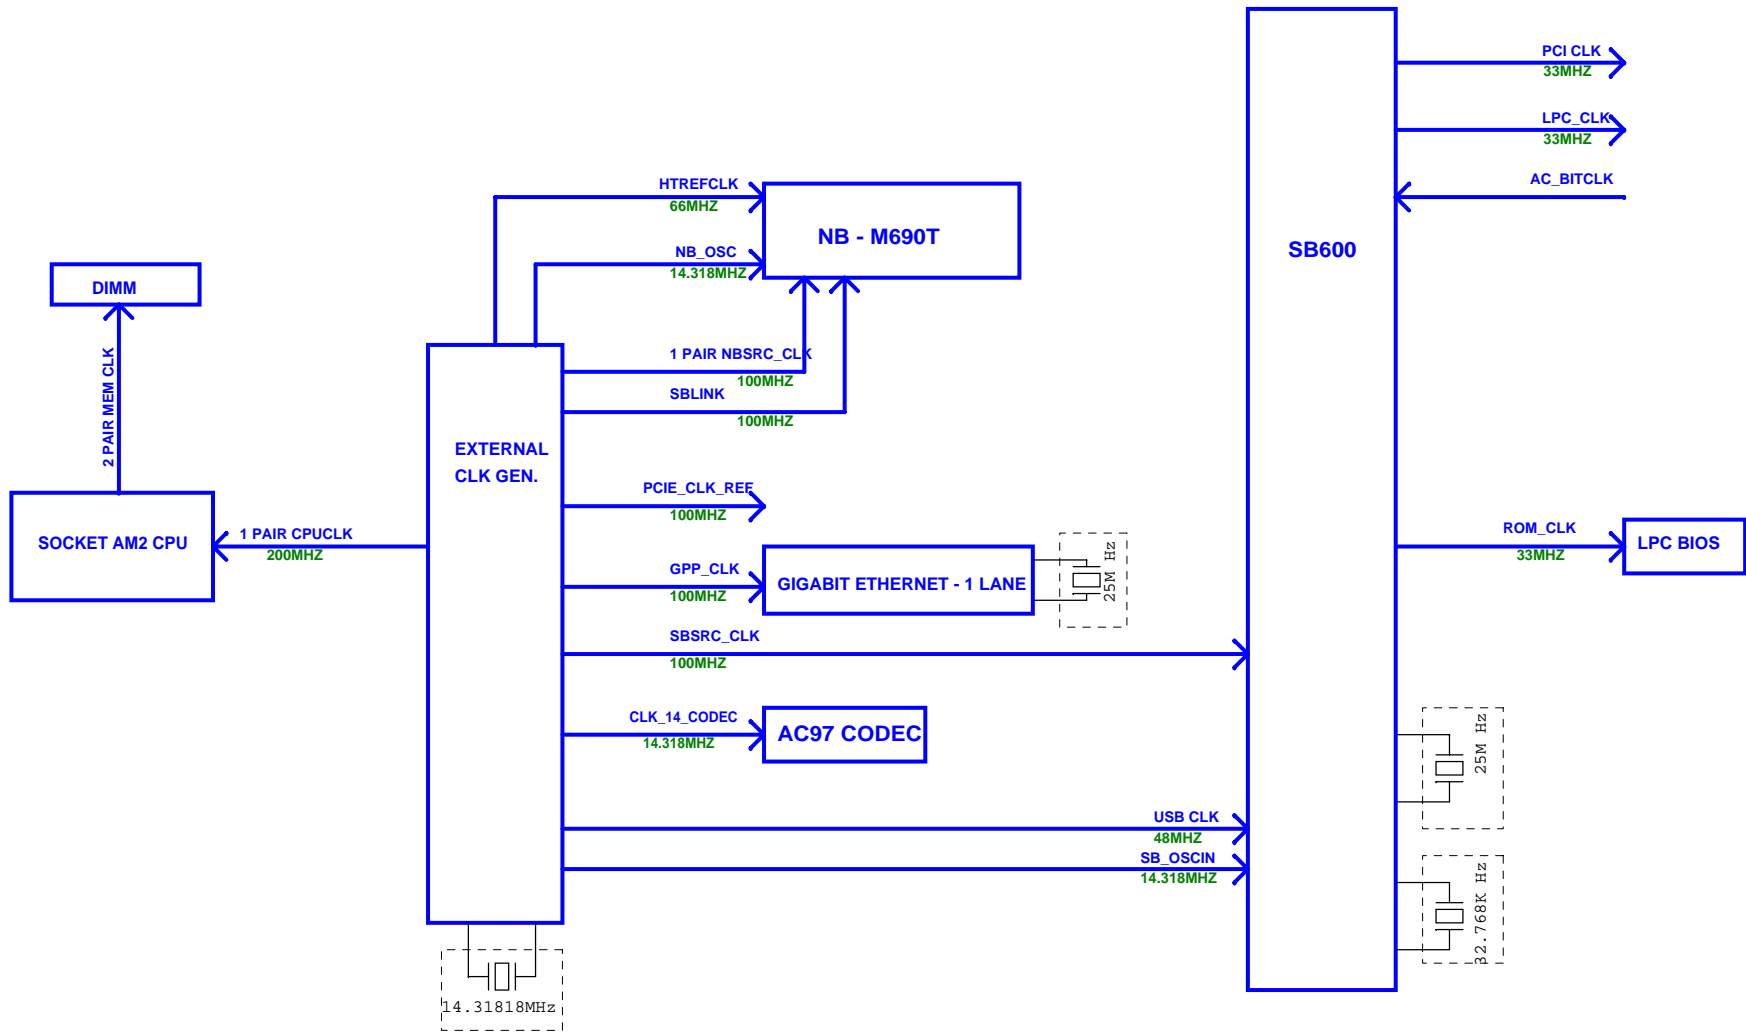 PCI CLK
33MHZ
LPC_CLK
33MHZ
AC_BITCLK
SB600
HTREFCLK
66MHZ
NB - M690T
NB_OSC
14.318MHZ
DIMM
2 PAIR MEM CLK
1 PAIR NBSRC_CLK
100MHZ
SBLINK
100MHZ
EXTERNAL
CLK GEN.
PCIE_CLK_REF
100MHZ
SOCKET AM2 CPU
1 PAIR CPUCLK
200MHZ
GPP_CLK
100MHZ
GIGABIT ETHERNET - 1 LANE
25M Hz
ROM_CLK
33MHZ
LPC BIOS
SBSRC_CLK
100MHZ
CLK_14_CODEC
14.318MHZ
AC97 CODEC
25M Hz
USB CLK
48MHZ
SB_OSCIN
14.318MHZ
32.768K Hz
14.31818MHz